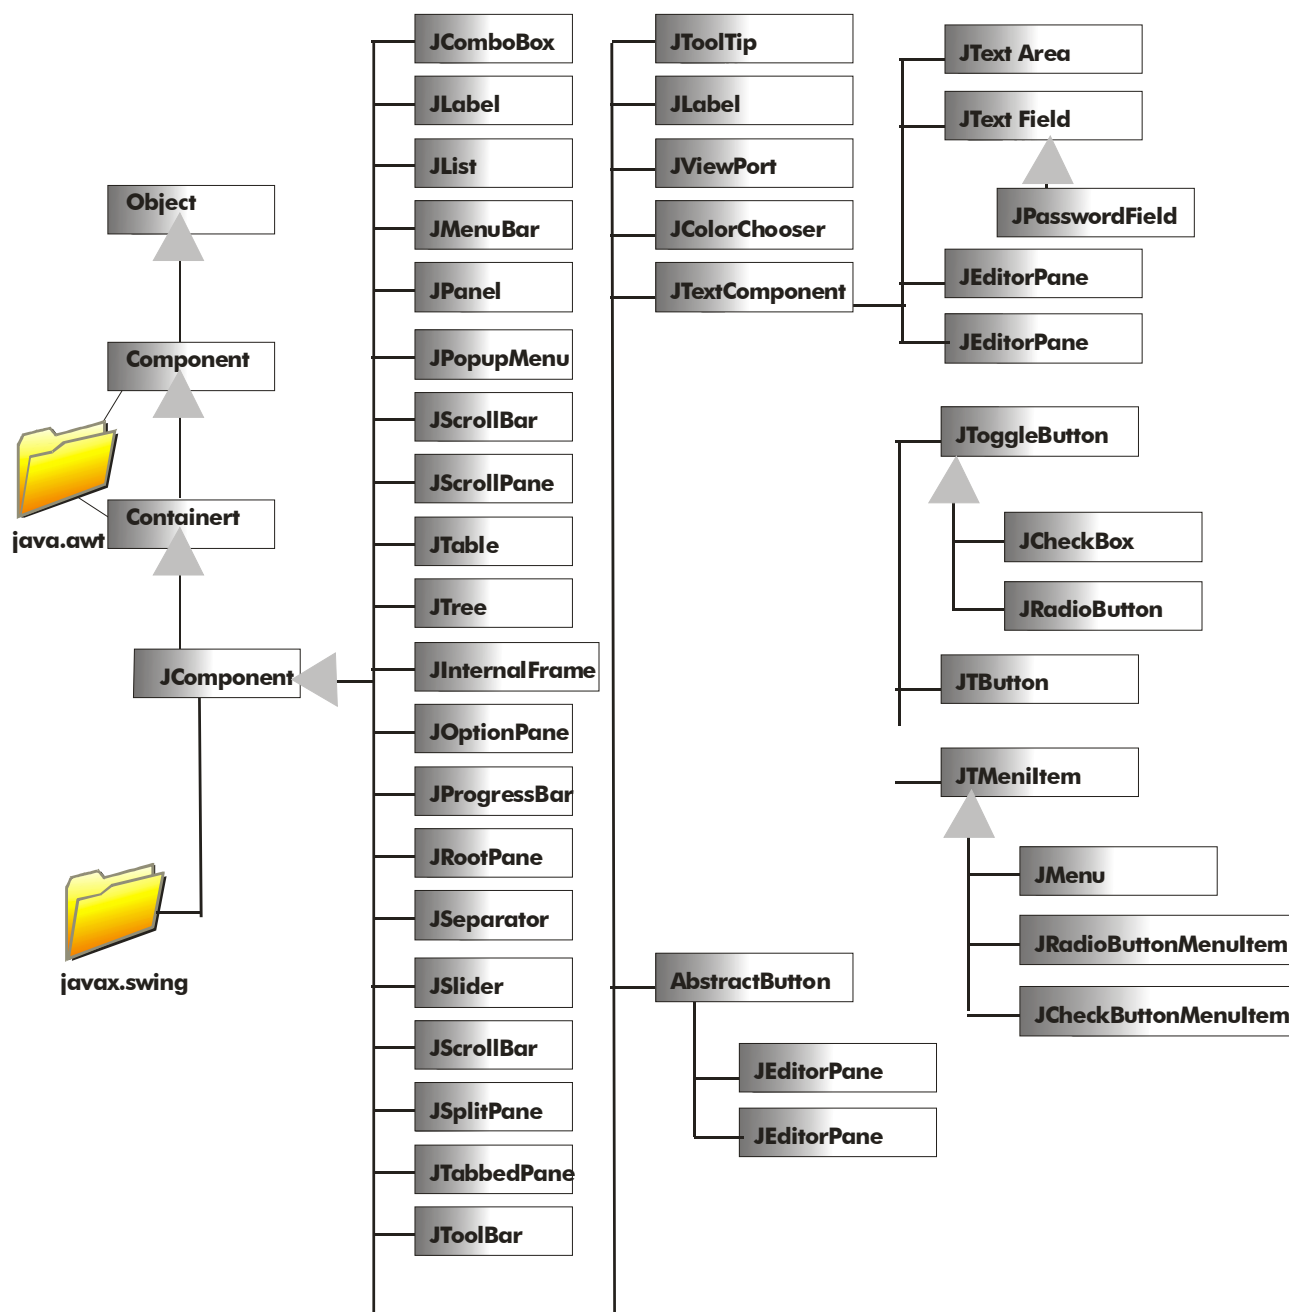 Object
Component
java.awt
Containert
JComponent
javax.swing
JComboBox
JLabel
JList
JMenuBar
JPanel
JPopupMenu
JScrollBar
JScrollPane
JTable
JTree
JInternalFrame
JOptionPane
JProgressBar
JRootPane
JSeparator
JSlider
JScrollBar
JSplitPane
JTabbedPane
JToolBar
JToolTip
JLabel
JViewPort
JColorChooser
JTextComponent
AbstractButton
JEditorPane
JEditorPane
JText Area
JText Field
JPasswordField
JEditorPane
JEditorPane
JToggleButton
JCheckBox
JRadioButton
JTButton
JTMeniItem
JMenu
JRadioButtonMenuItem
JCheckButtonMenuItem